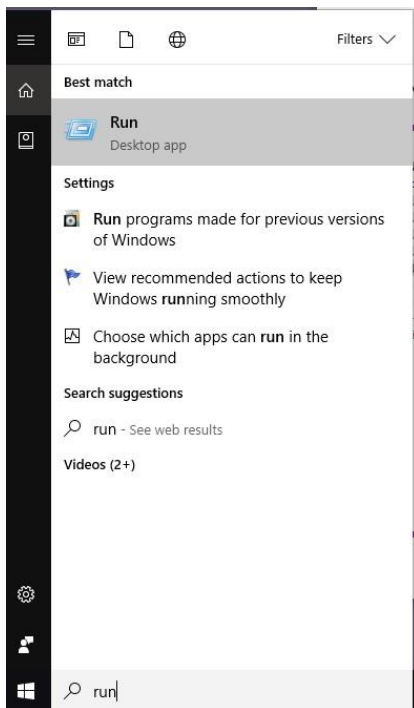 Filters
Best match
Run
Desktop app
Settings
Run programs made for previous versions
of Windows
View recommended actions to keep
Windows running smoothly
Choose which apps can run in the
background
Search suggestions
run - See web results
Videos (2+)
run